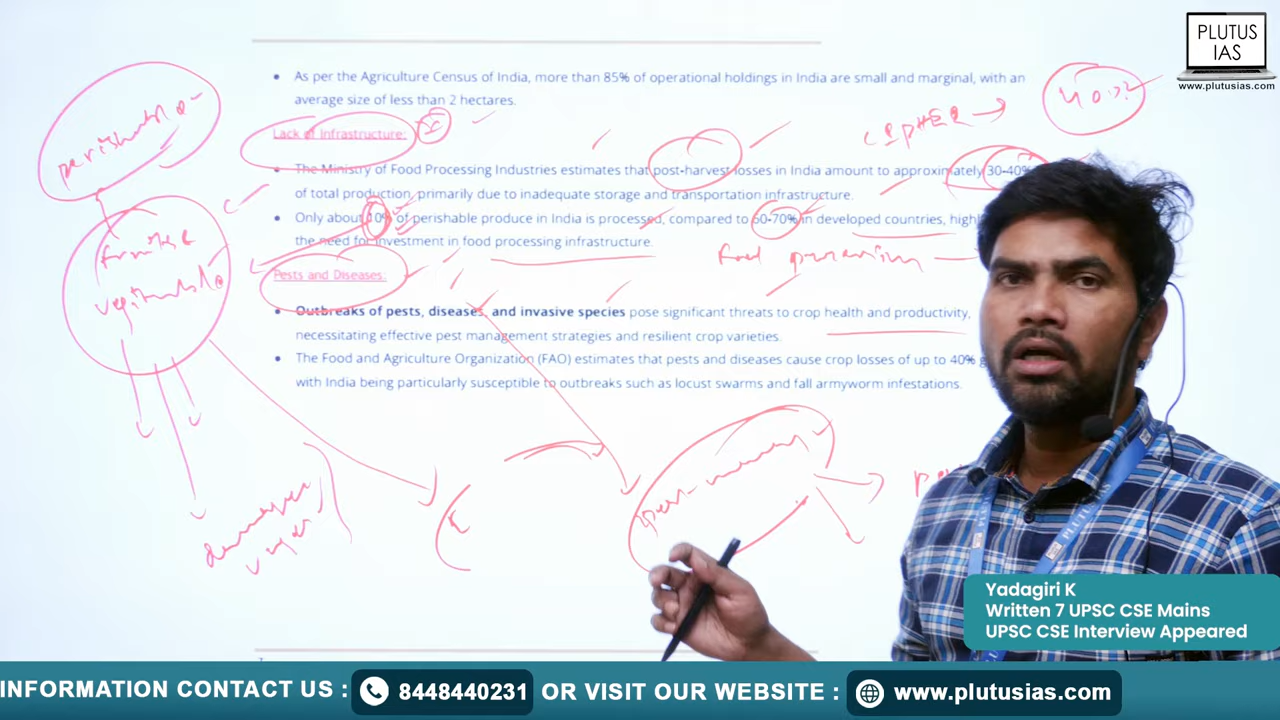 PLUTUS
IAS
www.plutusias.com
• As per the Agriculture Census of India, more than 85% of operational holdings in India are small and marginal, with an
average size of less than 2 hectares.
perishable
CIPHER
Lack of Infrastructure:
• The Ministry of Food Processing Industries estimates that post-harvest losses in India amount to approximately 30-40%
of total production, primarily due to inadequate storage and transportation infrastructure.
• Only about 10% of perishable produce in India is processed, compared to 60-70% in developed countries,
the need for investment in food processing infrastructure.
food processing
Pests and Diseases:
• Outbreaks of pests, diseases, and invasive species pose significant threats to crop health and productivity,
necessitating effective pest management strategies and resilient crop varieties.
• The Food and Agriculture Organization (FAO) estimates that pests and diseases cause crop losses of up to 40%
with India being particularly susceptible to outbreaks such as locust swarms and fall armyworm infestations.
Yadagiri K
Written 7 UPSC CSE Mains
UPSC CSE Interview Appeared
INFORMATION CONTACT US : 8448440231 OR VISIT OUR WEBSITE : www.plutusias.com